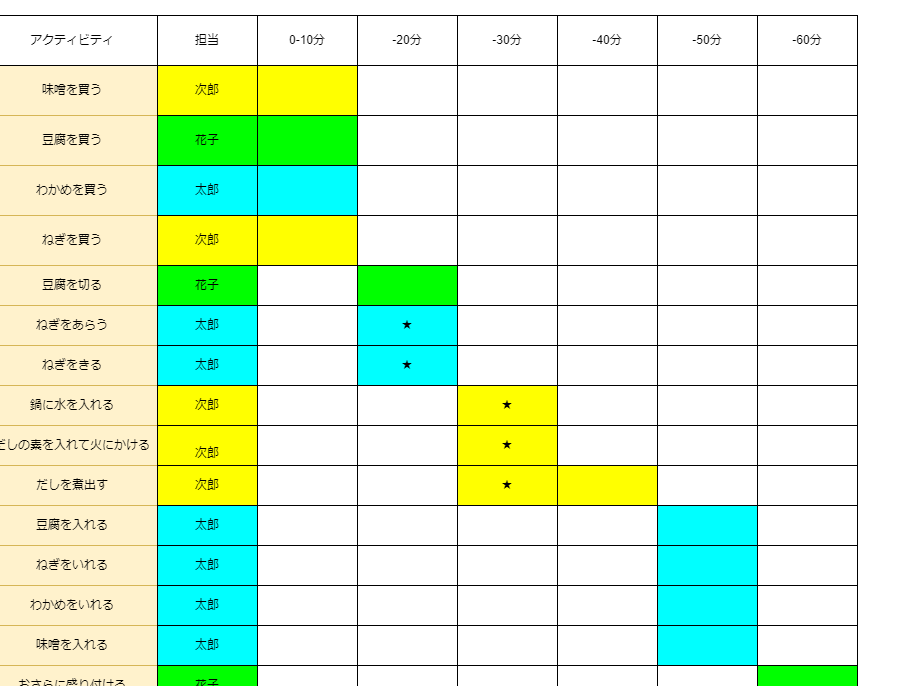 アクティビティ 担当 0-10分 -20分 -30分 -40分 -50分 -60分
味噌を買う 次郎
豆腐を買う 花子
わかめを買う 太郎
ねぎを買う 次郎
豆腐を切る 花子
ねぎをあらう 太郎 ★
ねぎをきる 太郎 ★
鍋に水を入れる 次郎 ★
だしの素を入れて火にかける 次郎 ★
だしを煮出す 次郎 ★
豆腐を入れる 太郎
ねぎをいれる 太郎
わかめをいれる 太郎
味噌を入れる 太郎
おさらに盛り付ける 花子